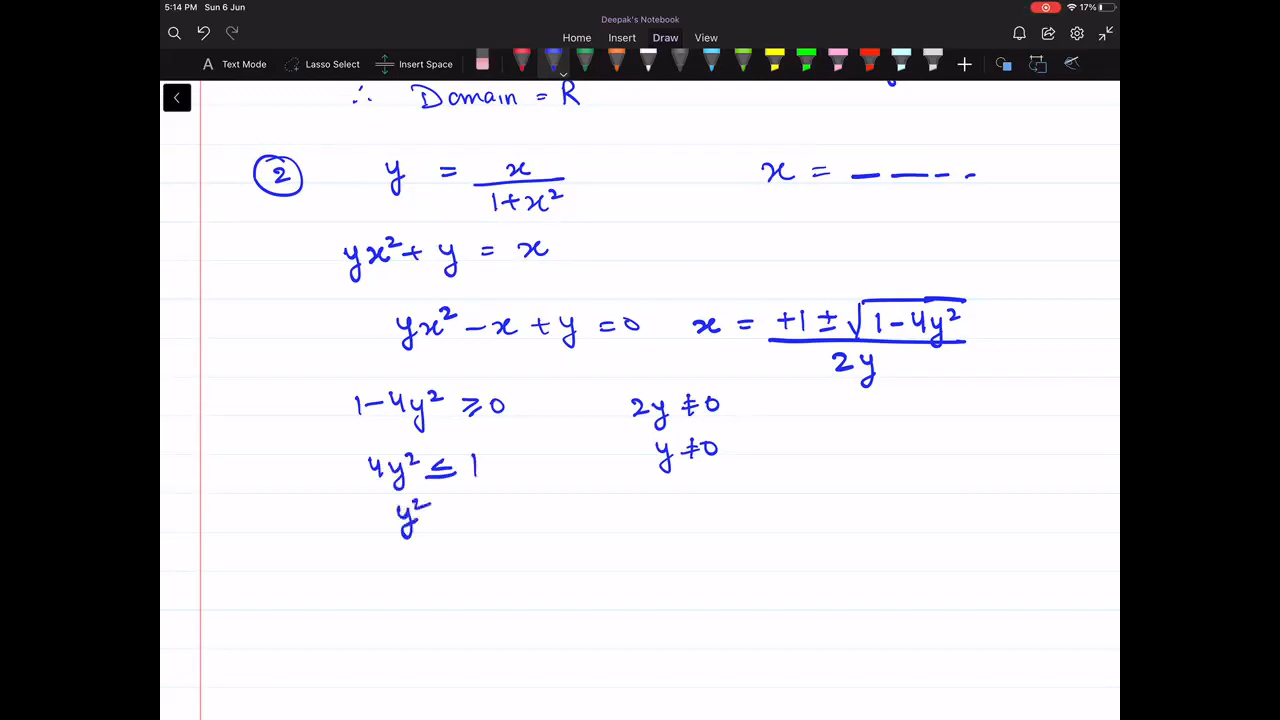 5:14 PM Sun 6 Jun 17%
Deepak's Notebook
Home Insert Draw View
Text Mode Lasso Select Insert Space
∴ Domain = R
② y = x/(1+x²) x = — — – -
yx² + y = x
yx² − x + y = 0 x = (+1 ± √(1−4y²))/(2y)
1−4y² ≥ 0 2y ≠ 0
y ≠ 0
4y² ≤ 1
y²